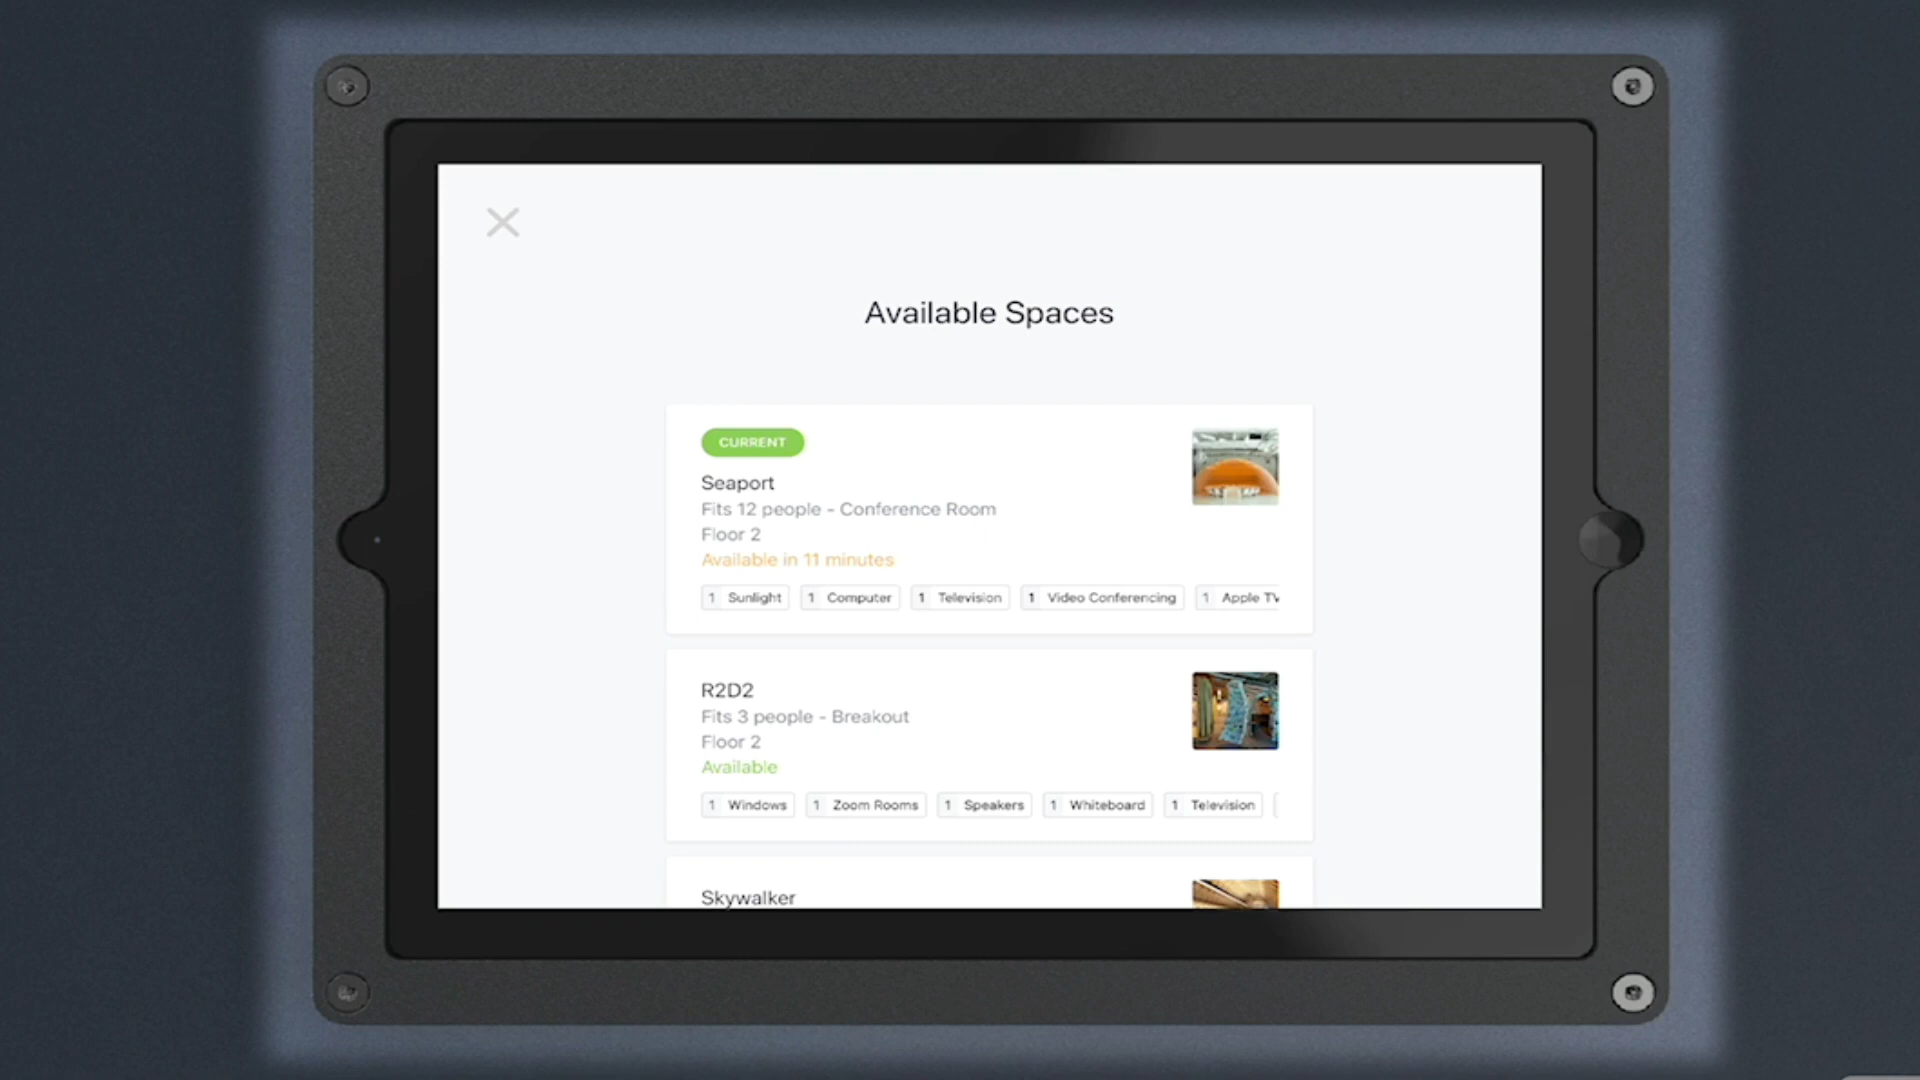 Available Spaces
CURRENT
Seaport
Fits 12 people - Conference Room
Floor 2
Available in 11 minutes
1 Sunlight 1 Computer 1 Television 1 Video Conferencing 1 Apple TV
R2D2
Fits 3 people - Breakout
Floor 2
Available
1 Windows 1 Zoom Rooms 1 Speakers 1 Whiteboard 1 Television
Skywalker